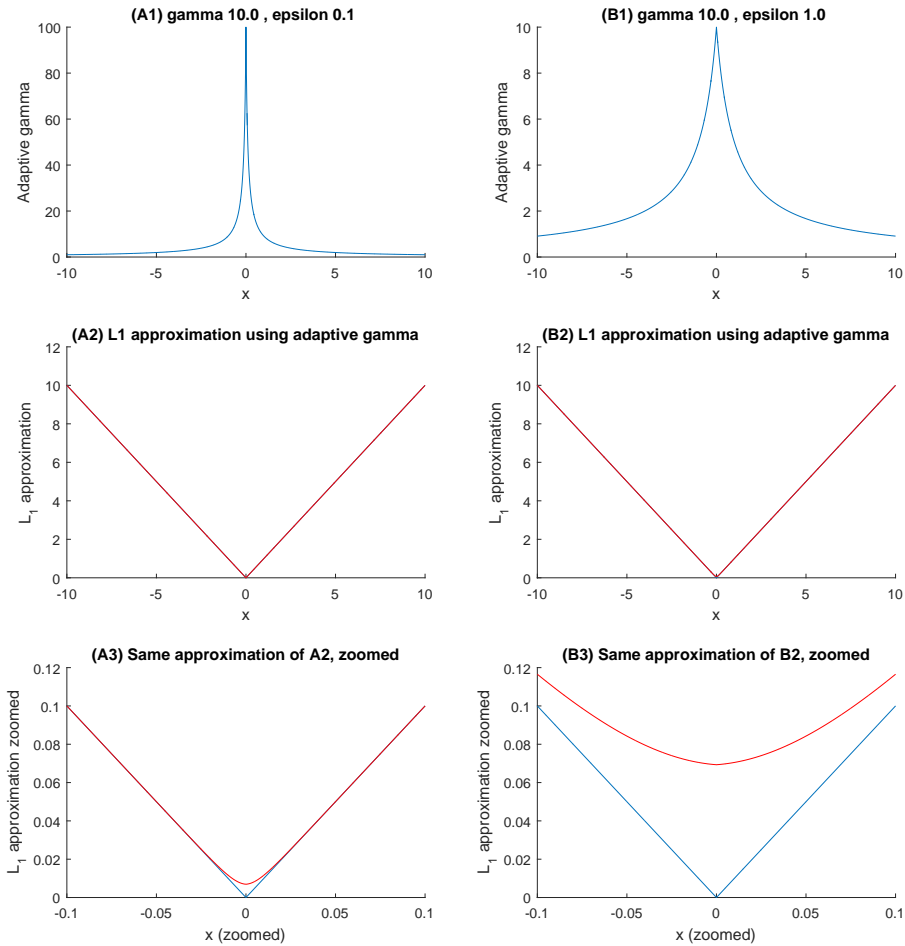 (A1) gamma 10.0 , epsilon 0.1
100
80
60
40
20
0
Adaptive gamma
-10 -5 0 5 10
x
(B1) gamma 10.0 , epsilon 1.0
10
8
6
4
2
0
Adaptive gamma
-10 -5 0 5 10
x
(A2) L1 approximation using adaptive gamma
12
10
8
6
4
2
0
L1 approximation
-10 -5 0 5 10
x
(B2) L1 approximation using adaptive gamma
12
10
8
6
4
2
0
L1 approximation
-10 -5 0 5 10
x
(A3) Same approximation of A2, zoomed
0.12
0.1
0.08
0.06
0.04
0.02
0
L1 approximation zoomed
-0.1 -0.05 0 0.05 0.1
x (zoomed)
(B3) Same approximation of B2, zoomed
0.12
0.1
0.08
0.06
0.04
0.02
0
L1 approximation zoomed
-0.1 -0.05 0 0.05 0.1
x (zoomed)